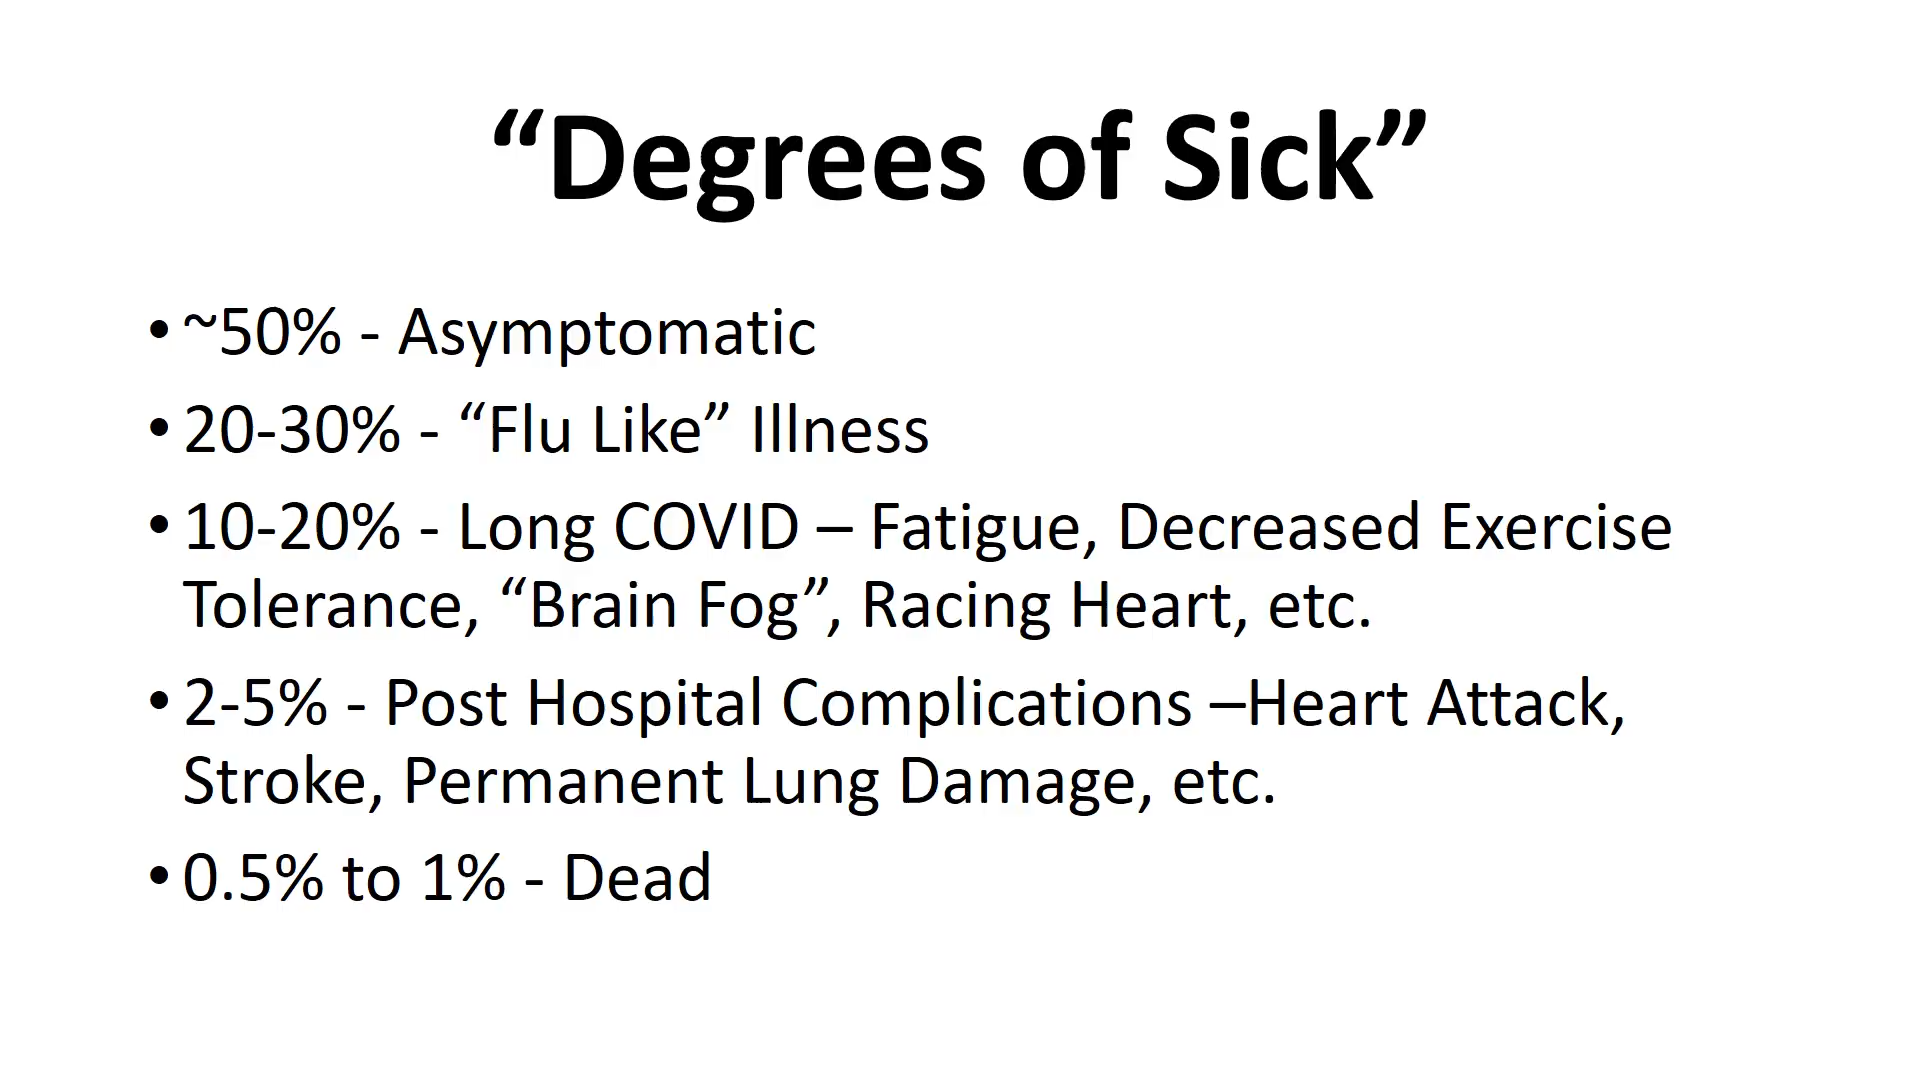 “Degrees of Sick”
• ~50% - Asymptomatic
• 20-30% - “Flu Like” Illness
• 10-20% - Long COVID – Fatigue, Decreased Exercise
Tolerance, “Brain Fog”, Racing Heart, etc.
• 2-5% - Post Hospital Complications –Heart Attack,
Stroke, Permanent Lung Damage, etc.
• 0.5% to 1% - Dead